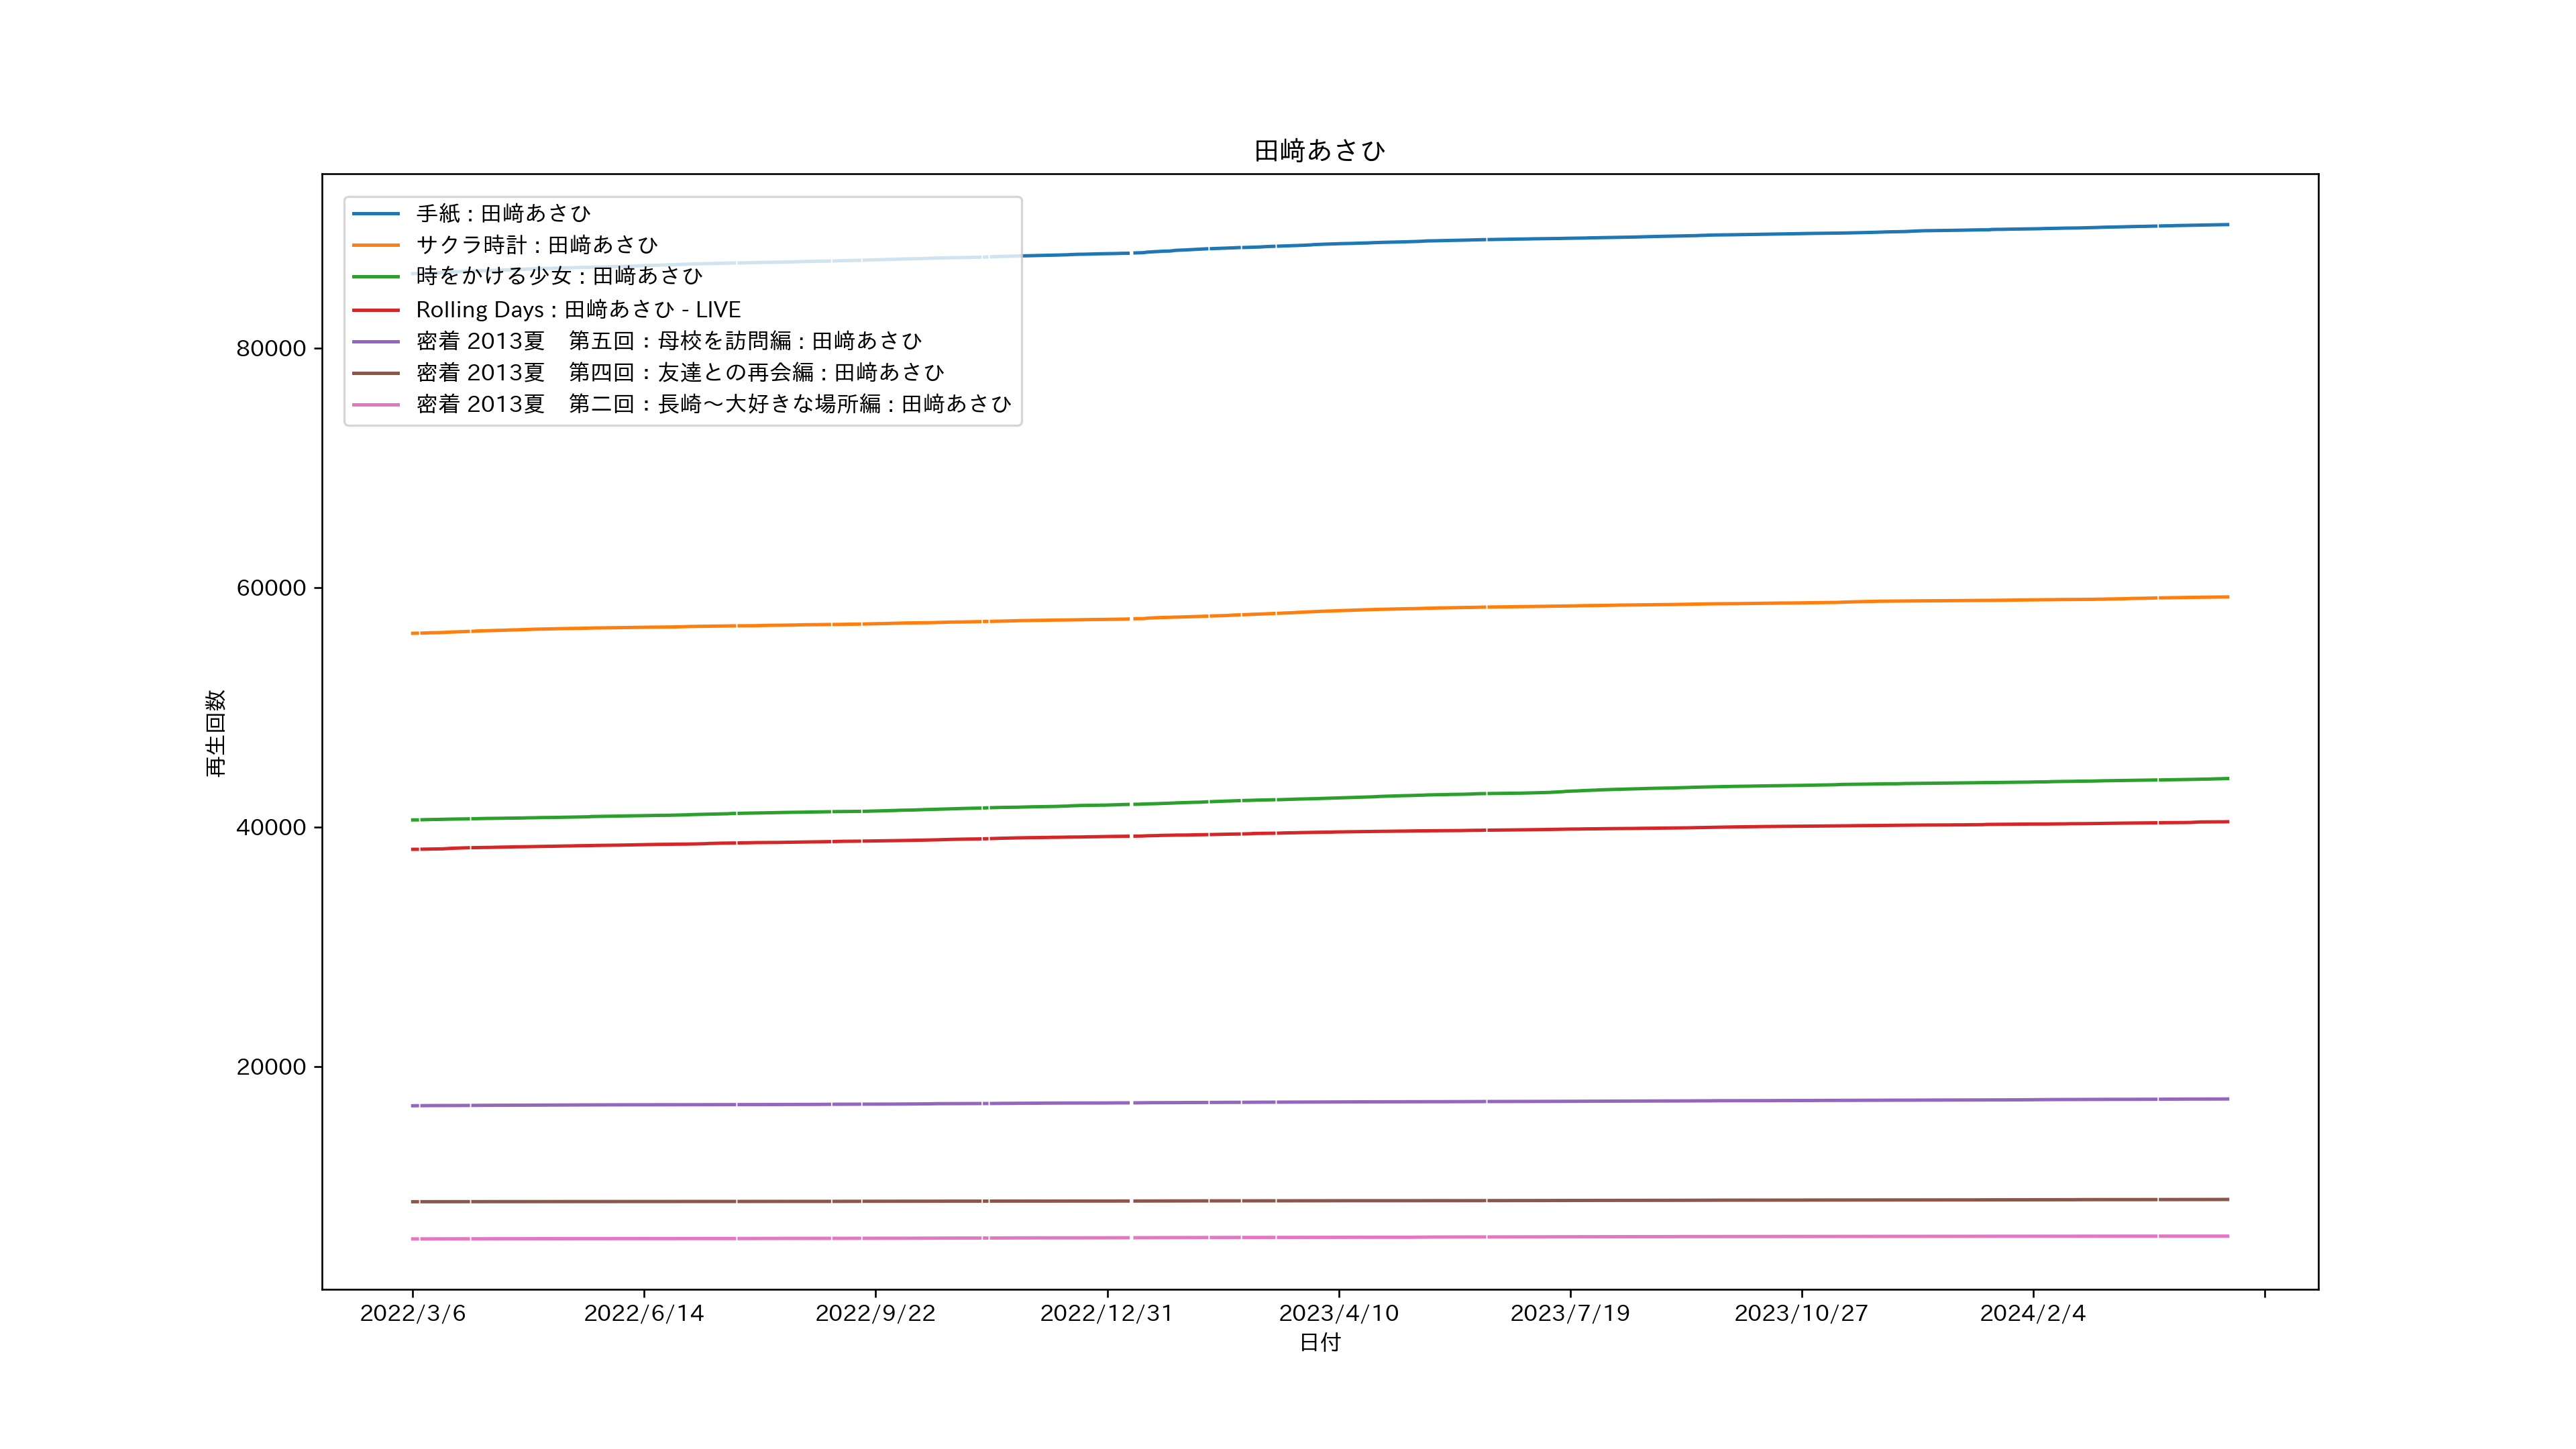 田﨑あさひ
手紙 : 田﨑あさひ
サクラ時計 : 田﨑あさひ
時をかける少女 : 田﨑あさひ
Rolling Days : 田﨑あさひ - LIVE
密着 2013夏　第五回：母校を訪問編 : 田﨑あさひ
密着 2013夏　第四回：友達との再会編 : 田﨑あさひ
密着 2013夏　第二回：長崎～大好きな場所編 : 田﨑あさひ
80000
60000
40000
20000
再生回数
2022/3/6 2022/6/14 2022/9/22 2022/12/31 2023/4/10 2023/7/19 2023/10/27 2024/2/4
日付